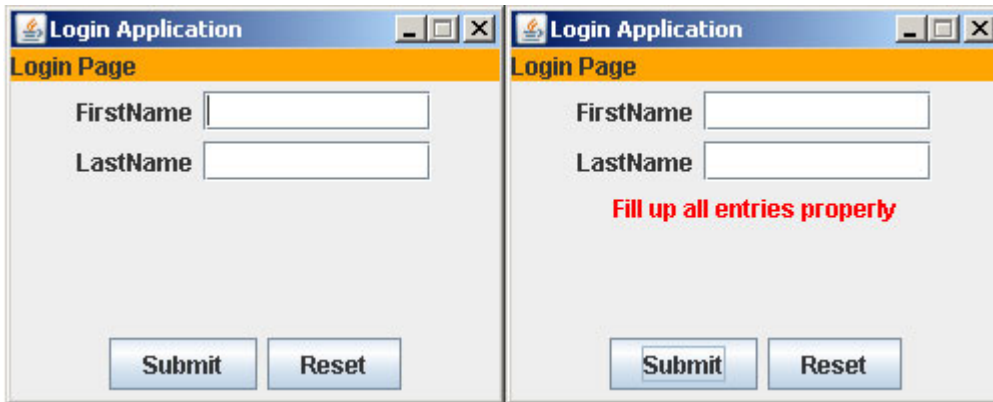 Login Application
Login Page
FirstName
LastName
Submit Reset
Login Application
Login Page
FirstName
LastName
Fill up all entries properly
Submit Reset